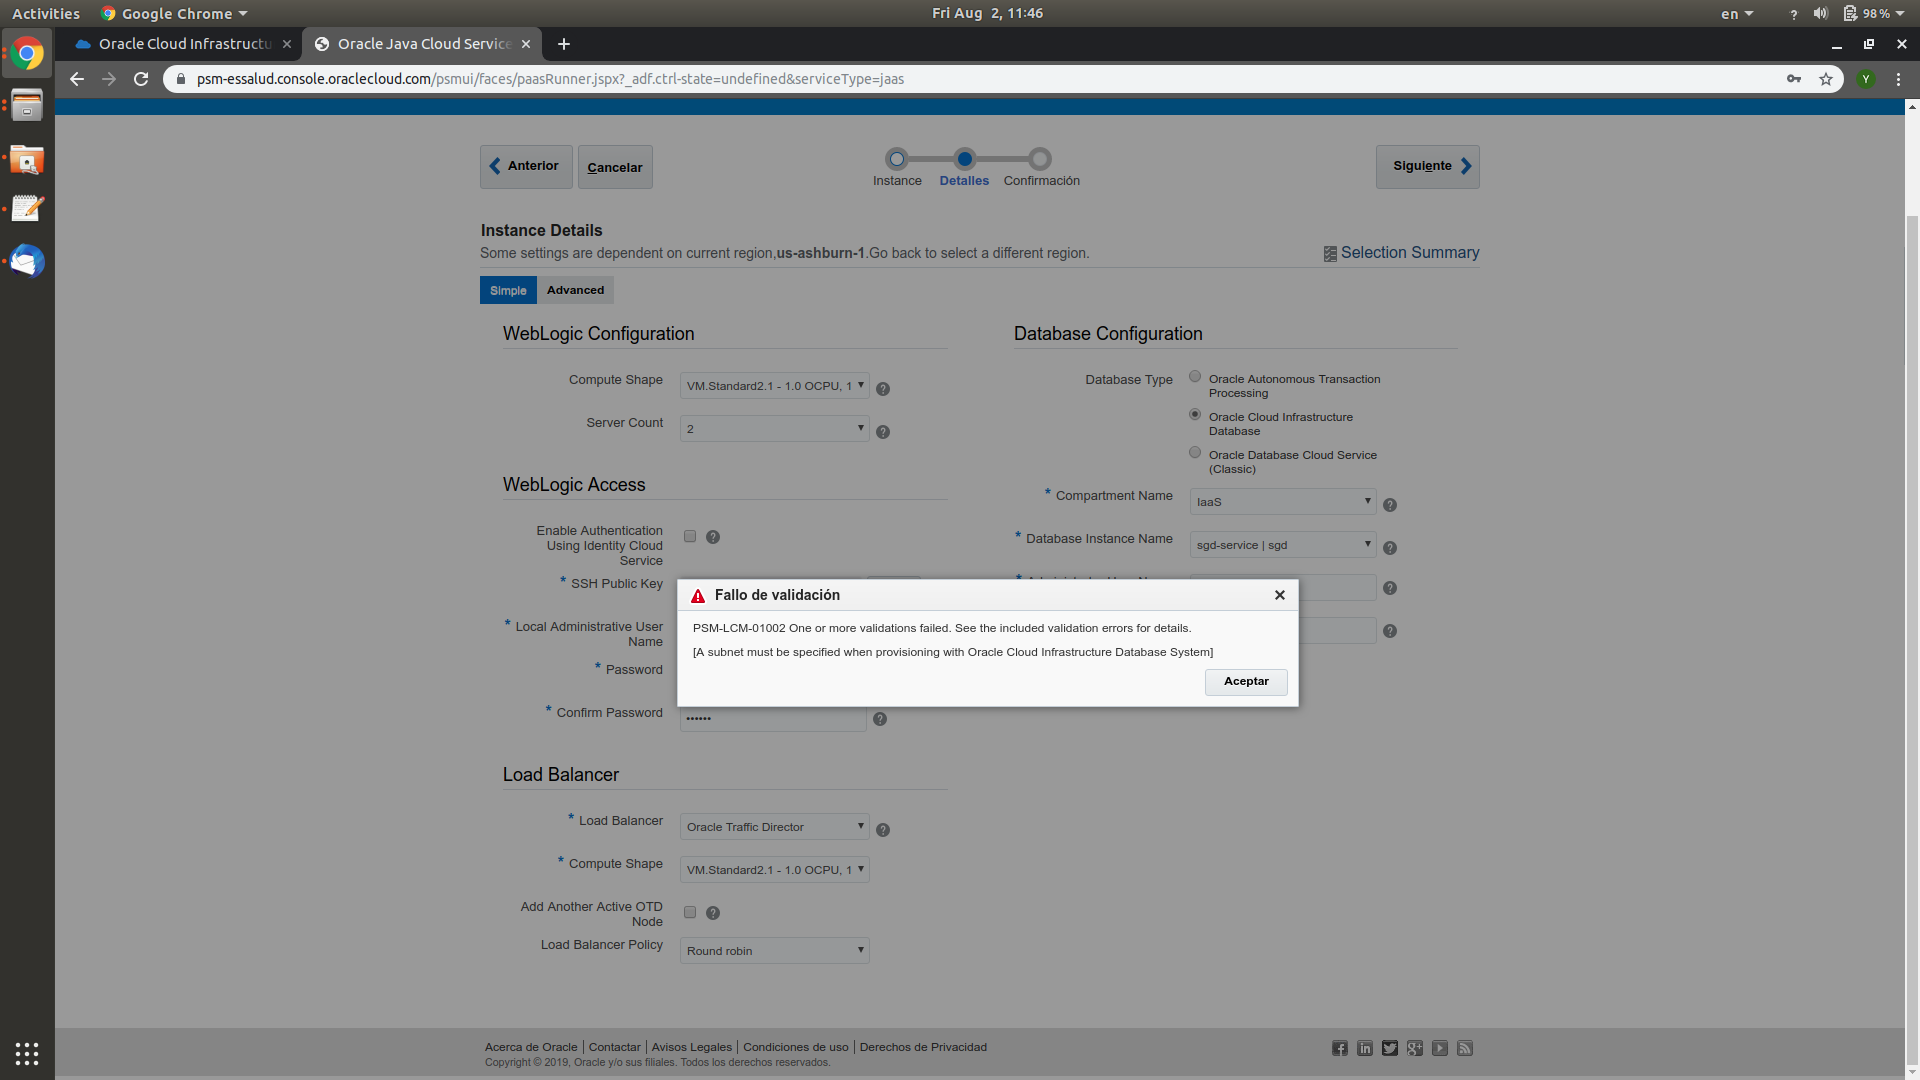 Activities
Google Chrome
Fri Aug 2, 11:46
en
?
98 %
Oracle Cloud Infrastructu
Oracle Java Cloud Service
psm-essalud.console.oraclecloud.com/psmui/faces/paasRunner.jspx?_adf.ctrl-state=undefined&serviceType=jaas
Y
Anterior
Cancelar
Instance
Detalles
Confirmación
Siguiente
Instance Details
Some settings are dependent on current region,us-ashburn-1.Go back to select a different region.
Selection Summary
Simple
Advanced
WebLogic Configuration
Compute Shape
VM.Standard2.1 - 1.0 OCPU, 1
?
Server Count
2
?
WebLogic Access
Enable Authentication
Using Identity Cloud
Service
?
* SSH Public Key
* Local Administrative User
Name
* Password
* Confirm Password
••••••
?
Load Balancer
* Load Balancer
Oracle Traffic Director
?
* Compute Shape
VM.Standard2.1 - 1.0 OCPU, 1
Add Another Active OTD
Node
?
Load Balancer Policy
Round robin
Database Configuration
Database Type
Oracle Autonomous Transaction
Processing
Oracle Cloud Infrastructure
Database
Oracle Database Cloud Service
(Classic)
* Compartment Name
IaaS
?
* Database Instance Name
sgd-service | sgd
?
?
?
Fallo de validación
PSM-LCM-01002 One or more validations failed. See the included validation errors for details.
[A subnet must be specified when provisioning with Oracle Cloud Infrastructure Database System]
Aceptar
Acerca de Oracle | Contactar | Avisos Legales | Condiciones de uso | Derechos de Privacidad
Copyright © 2019, Oracle y/o sus filiales. Todos los derechos reservados.